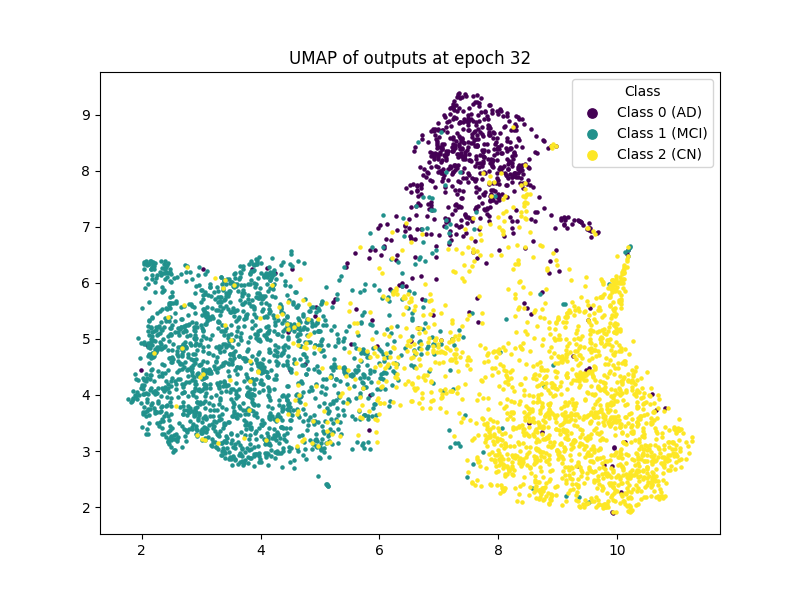 UMAP of outputs at epoch 32
Class
Class 0 (AD)
Class 1 (MCI)
Class 2 (CN)
9
8
7
6
5
4
3
2
2 4 6 8 10